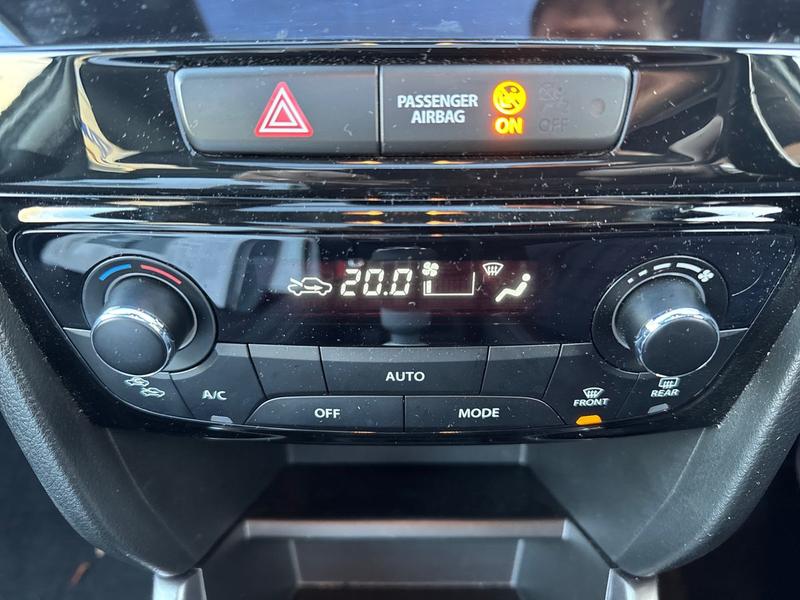 PASSENGER
AIRBAG
ON
OFF
20.0
AUTO
A/C
OFF
MODE
FRONT
REAR